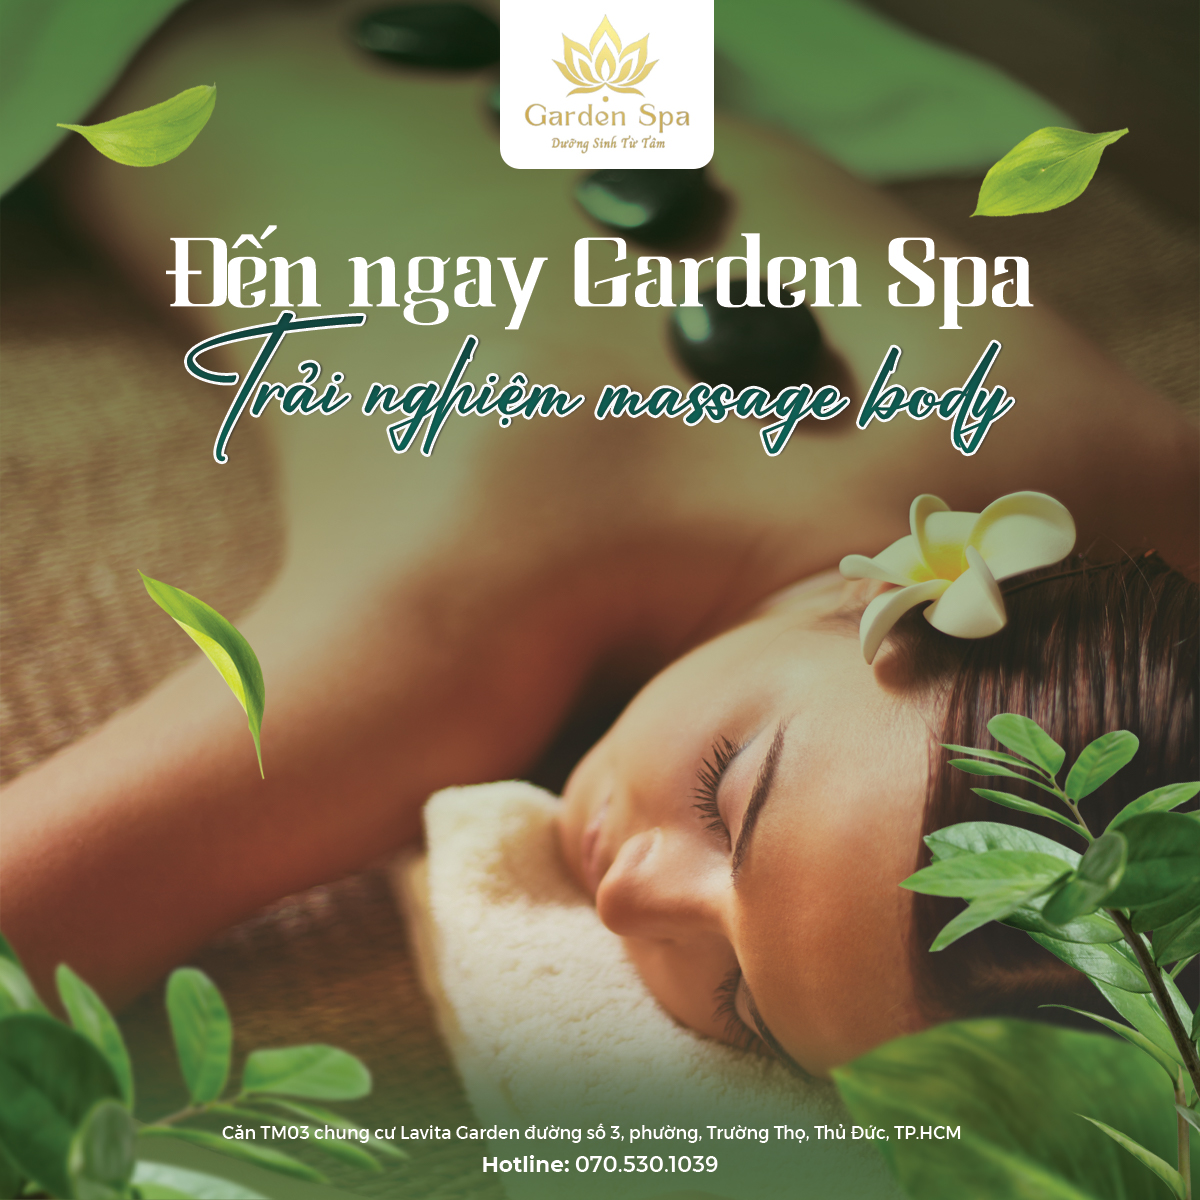 Garden Spa
Dưỡng Sinh Từ Tâm
Đến ngay Garden Spa
Trải nghiệm massage body
Căn TM03 chung cư Lavita Garden đường số 3, phường, Trường Thọ, Thủ Đức, TP.HCM
Hotline: 070.530.1039